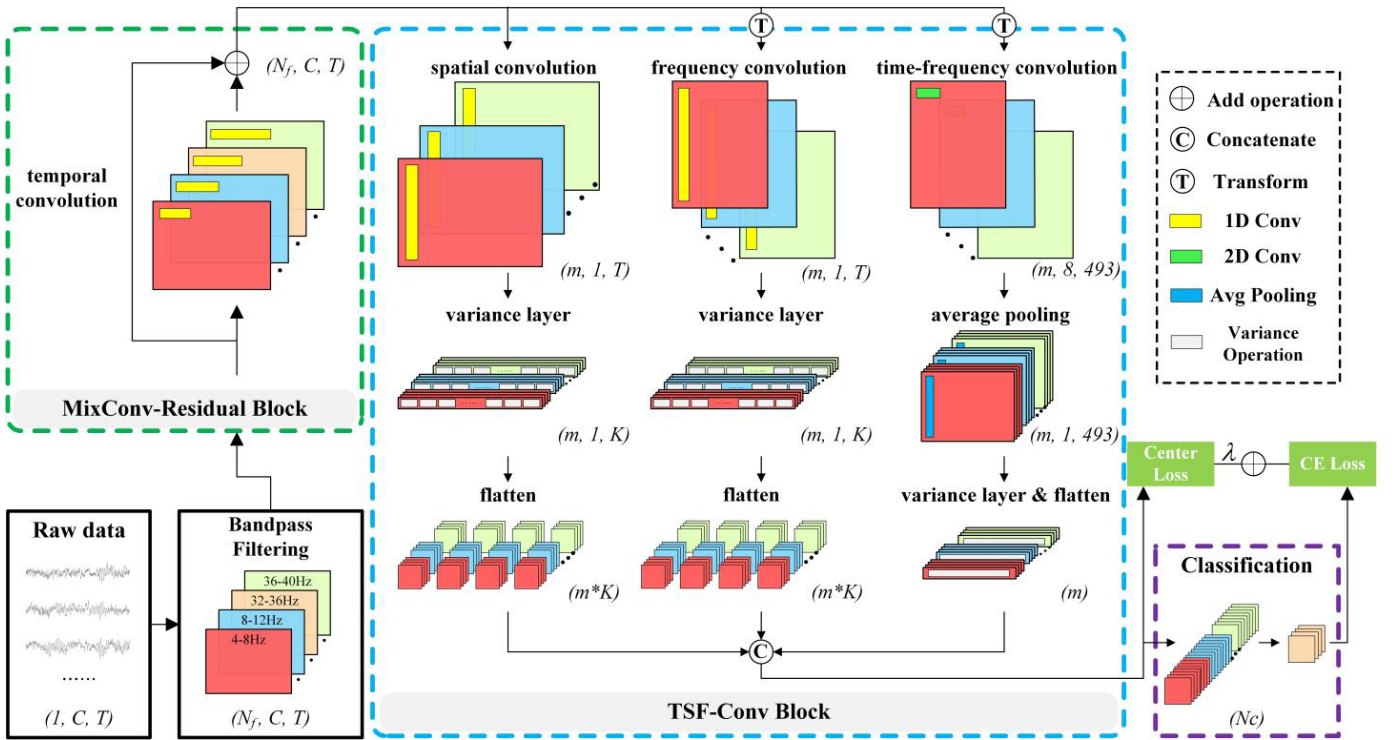 (N_f, C, T)
temporal
convolution
MixConv-Residual Block
Raw data
......
(1, C, T)
Bandpass
Filtering
36-40Hz
32-36Hz
8-12Hz
4-8Hz
(N_f, C, T)
T
T
spatial convolution
frequency convolution
time-frequency convolution
(m, 1, T)
(m, 1, T)
(m, 8, 493)
variance layer
variance layer
average pooling
(m, 1, K)
(m, 1, K)
(m, 1, 493)
flatten
flatten
variance layer & flatten
(m*K)
(m*K)
(m)
C
TSF-Conv Block
Add operation
C Concatenate
T Transform
1D Conv
2D Conv
Avg Pooling
Variance
Operation
Center
Loss
λ
CE Loss
Classification
(Nc)